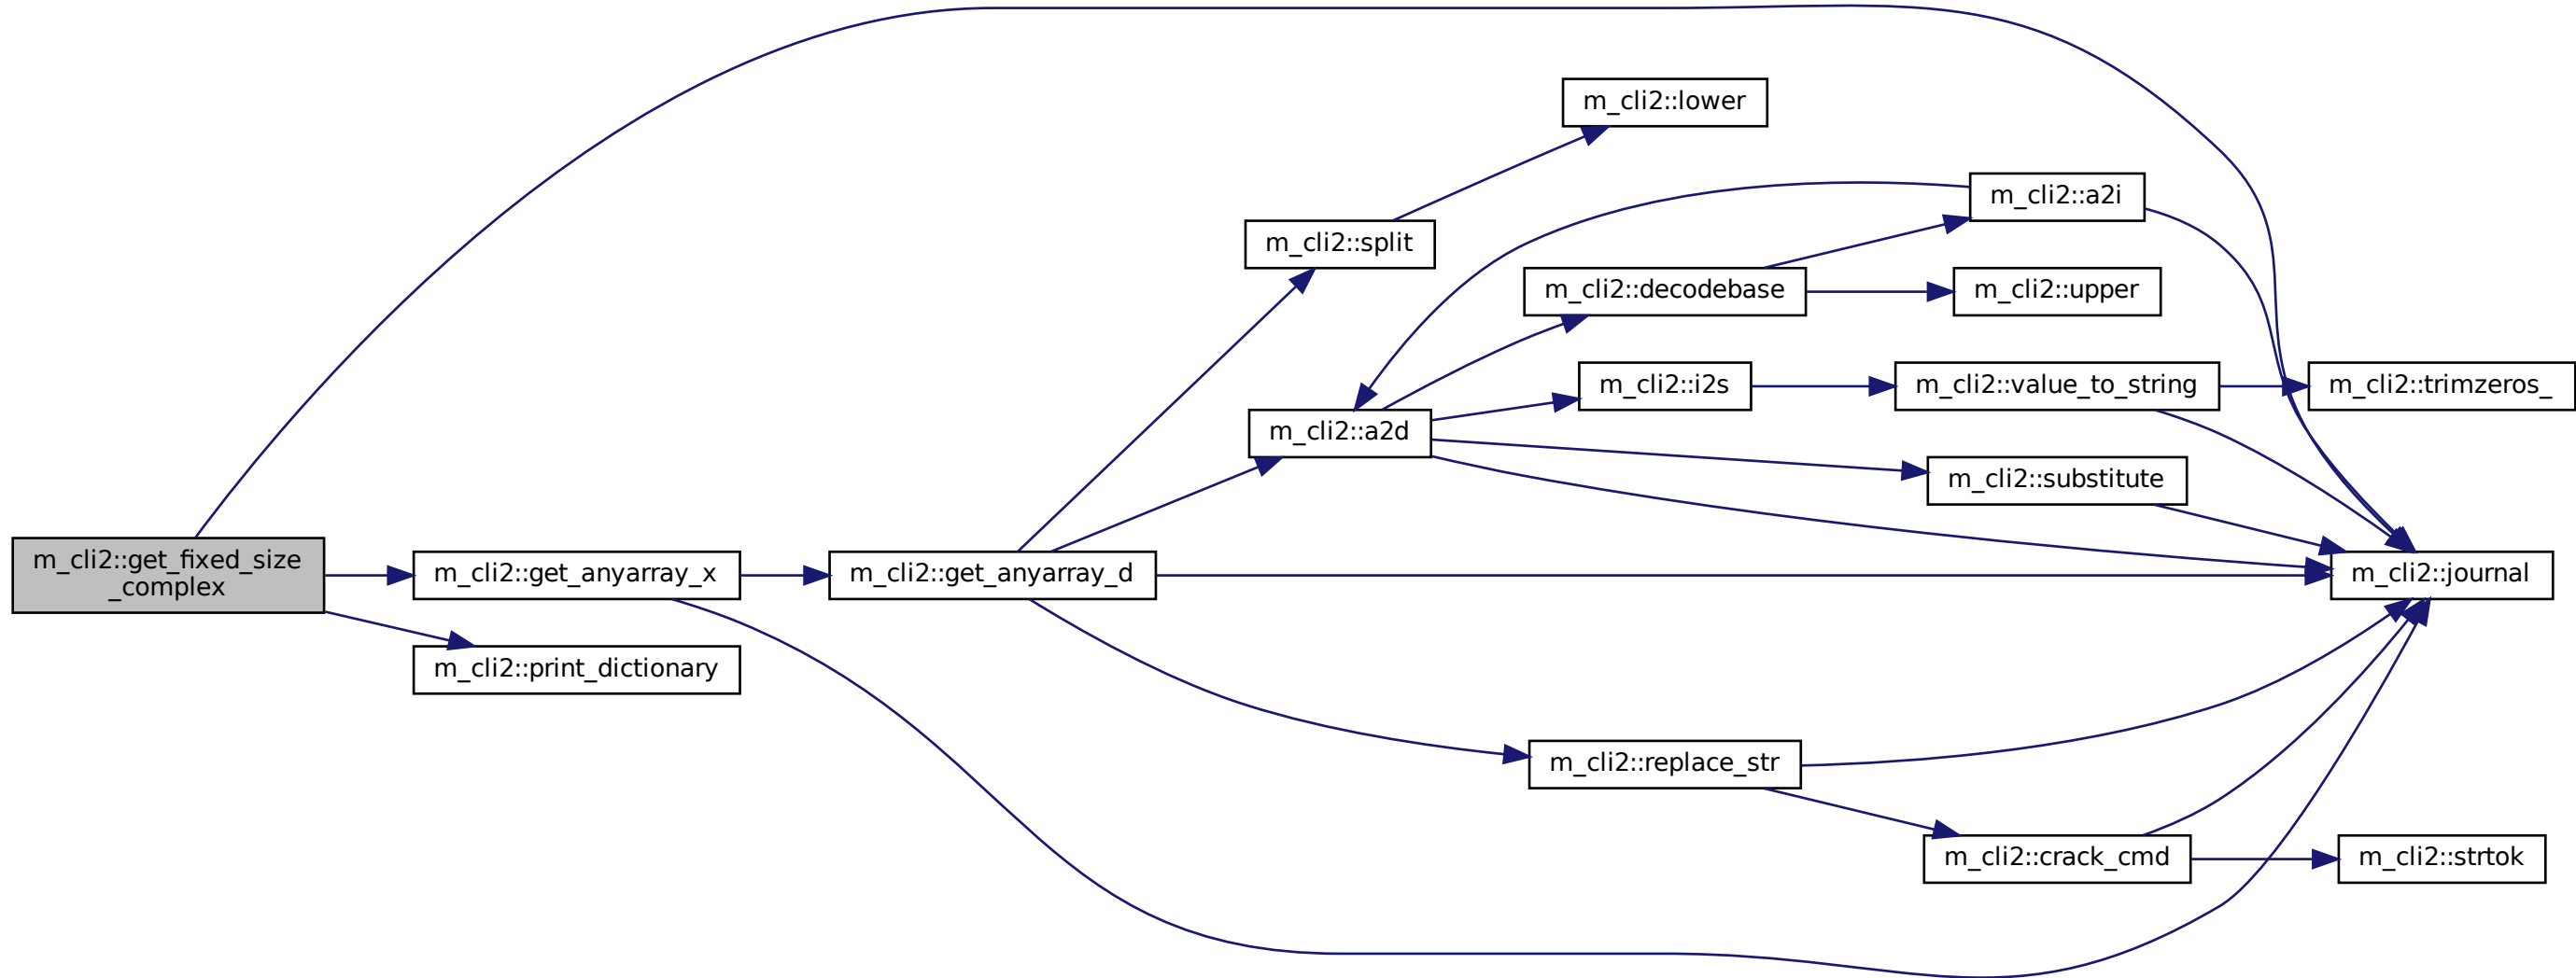 m_cli2::lower
m_cli2::a2i
m_cli2::split
m_cli2::decodebase
m_cli2::upper
m_cli2::i2s
m_cli2::value_to_string
m_cli2::trimzeros_
m_cli2::a2d
m_cli2::substitute
m_cli2::get_fixed_size
_complex
m_cli2::get_anyarray_x
m_cli2::get_anyarray_d
m_cli2::journal
m_cli2::print_dictionary
m_cli2::replace_str
m_cli2::crack_cmd
m_cli2::strtok